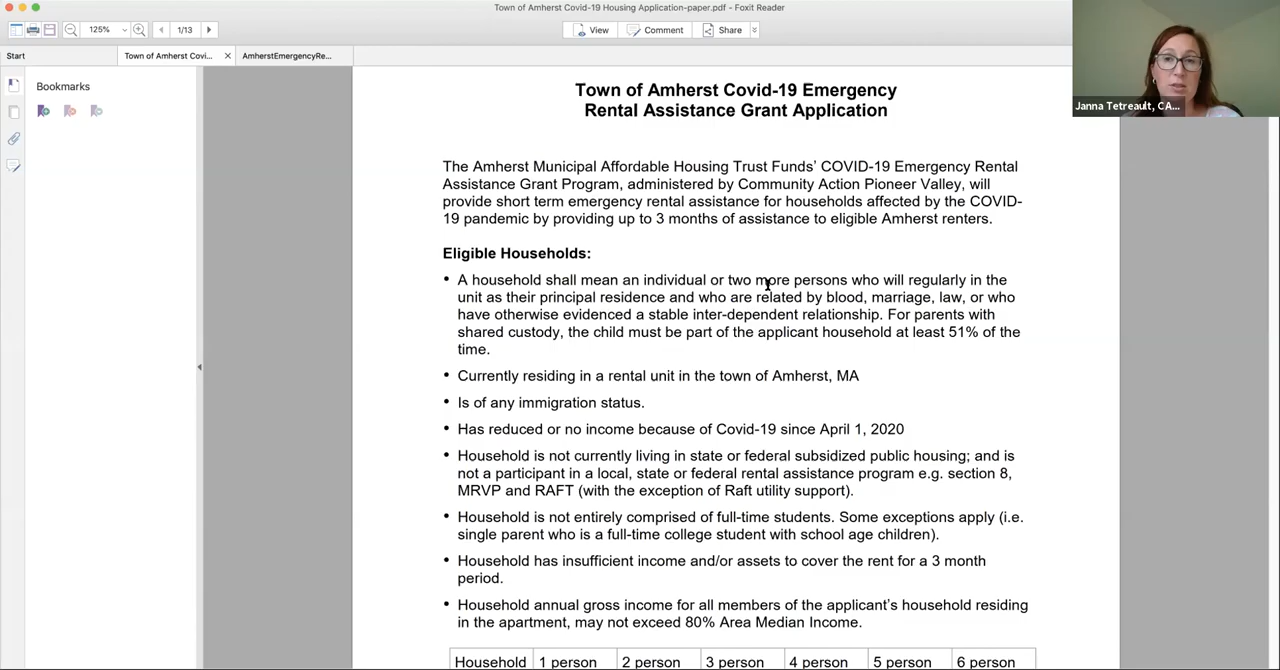 Town of Amherst Covid-19 Housing Application-paper.pdf - Foxit Reader
125%
1/13
View
Comment
Share
Start
Town of Amherst Covi...
AmherstEmergencyRe...
Janna Tetreault, CA...
Bookmarks
Town of Amherst Covid-19 Emergency
Rental Assistance Grant Application
The Amherst Municipal Affordable Housing Trust Funds’ COVID-19 Emergency Rental
Assistance Grant Program, administered by Community Action Pioneer Valley, will
provide short term emergency rental assistance for households affected by the COVID-
19 pandemic by providing up to 3 months of assistance to eligible Amherst renters.
Eligible Households:
• A household shall mean an individual or two more persons who will regularly in the
unit as their principal residence and who are related by blood, marriage, law, or who
have otherwise evidenced a stable inter-dependent relationship. For parents with
shared custody, the child must be part of the applicant household at least 51% of the
time.
• Currently residing in a rental unit in the town of Amherst, MA
• Is of any immigration status.
• Has reduced or no income because of Covid-19 since April 1, 2020
• Household is not currently living in state or federal subsidized public housing; and is
not a participant in a local, state or federal rental assistance program e.g. section 8,
MRVP and RAFT (with the exception of Raft utility support).
• Household is not entirely comprised of full-time students. Some exceptions apply (i.e.
single parent who is a full-time college student with school age children).
• Household has insufficient income and/or assets to cover the rent for a 3 month
period.
• Household annual gross income for all members of the applicant’s household residing
in the apartment, may not exceed 80% Area Median Income.
Household 1 person 2 person 3 person 4 person 5 person 6 person